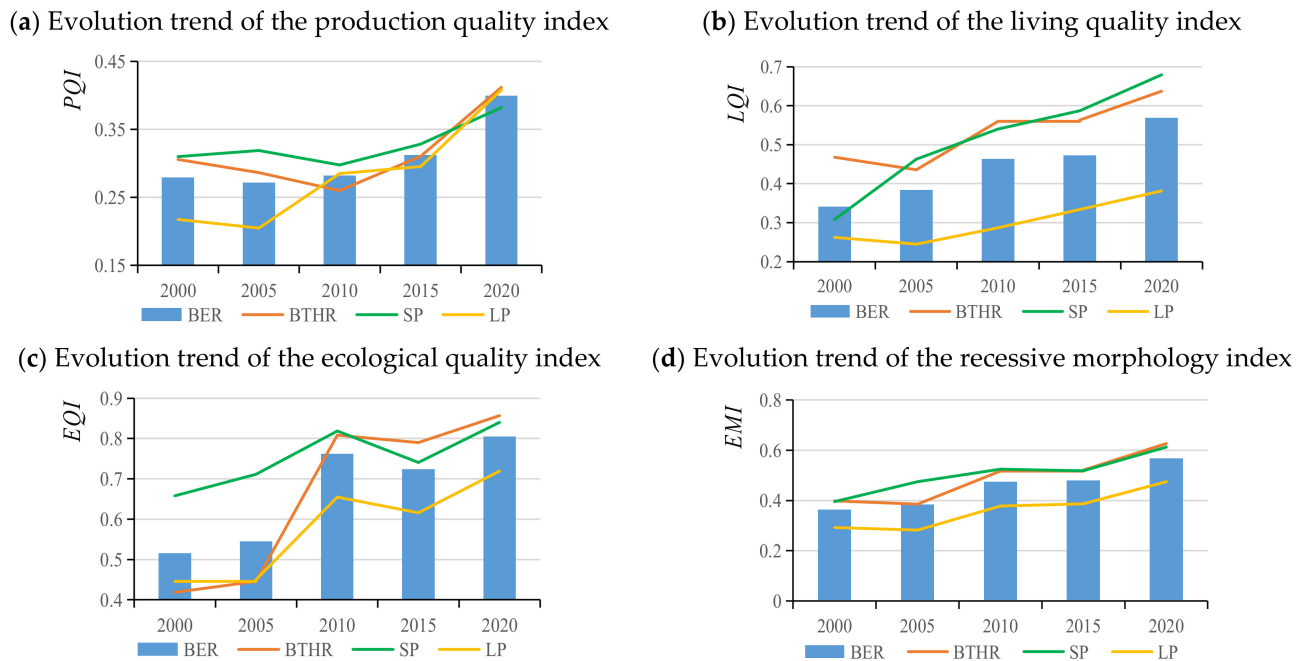 (a) Evolution trend of the production quality index
PQI
0.45
0.35
0.25
0.15
2000 2005 2010 2015 2020
BER BTHR SP LP
(b) Evolution trend of the living quality index
LQI
0.7
0.6
0.5
0.4
0.3
0.2
2000 2005 2010 2015 2020
BER BTHR SP LP
(c) Evolution trend of the ecological quality index
EQI
0.9
0.8
0.7
0.6
0.5
0.4
2000 2005 2010 2015 2020
BER BTHR SP LP
(d) Evolution trend of the recessive morphology index
EMI
0.8
0.6
0.4
0.2
0
2000 2005 2010 2015 2020
BER BTHR SP LP